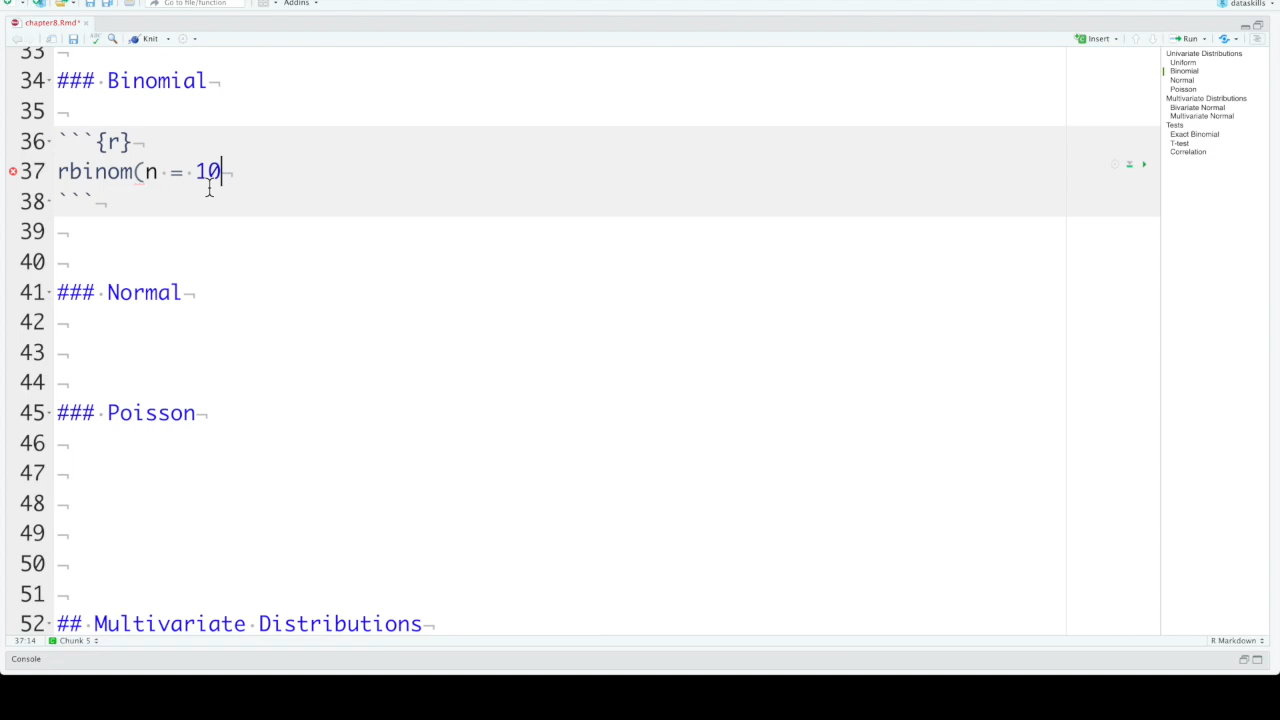 Go to file/function
Addins
dataskills
chapter8.Rmd*
Knit
Insert
Run
33
34 ### Binomial
35
36 ```{r}
37 rbinom(n = 10
38 ```
39
40
41 ### Normal
42
43
44
45 ### Poisson
46
47
48
49
50
51
52 ## Multivariate Distributions
Univariate Distributions
Uniform
Binomial
Normal
Poisson
Multivariate Distributions
Bivariate Normal
Multivariate Normal
Tests
Exact Binomial
T-test
Correlation
37:14
Chunk 5
R Markdown
Console